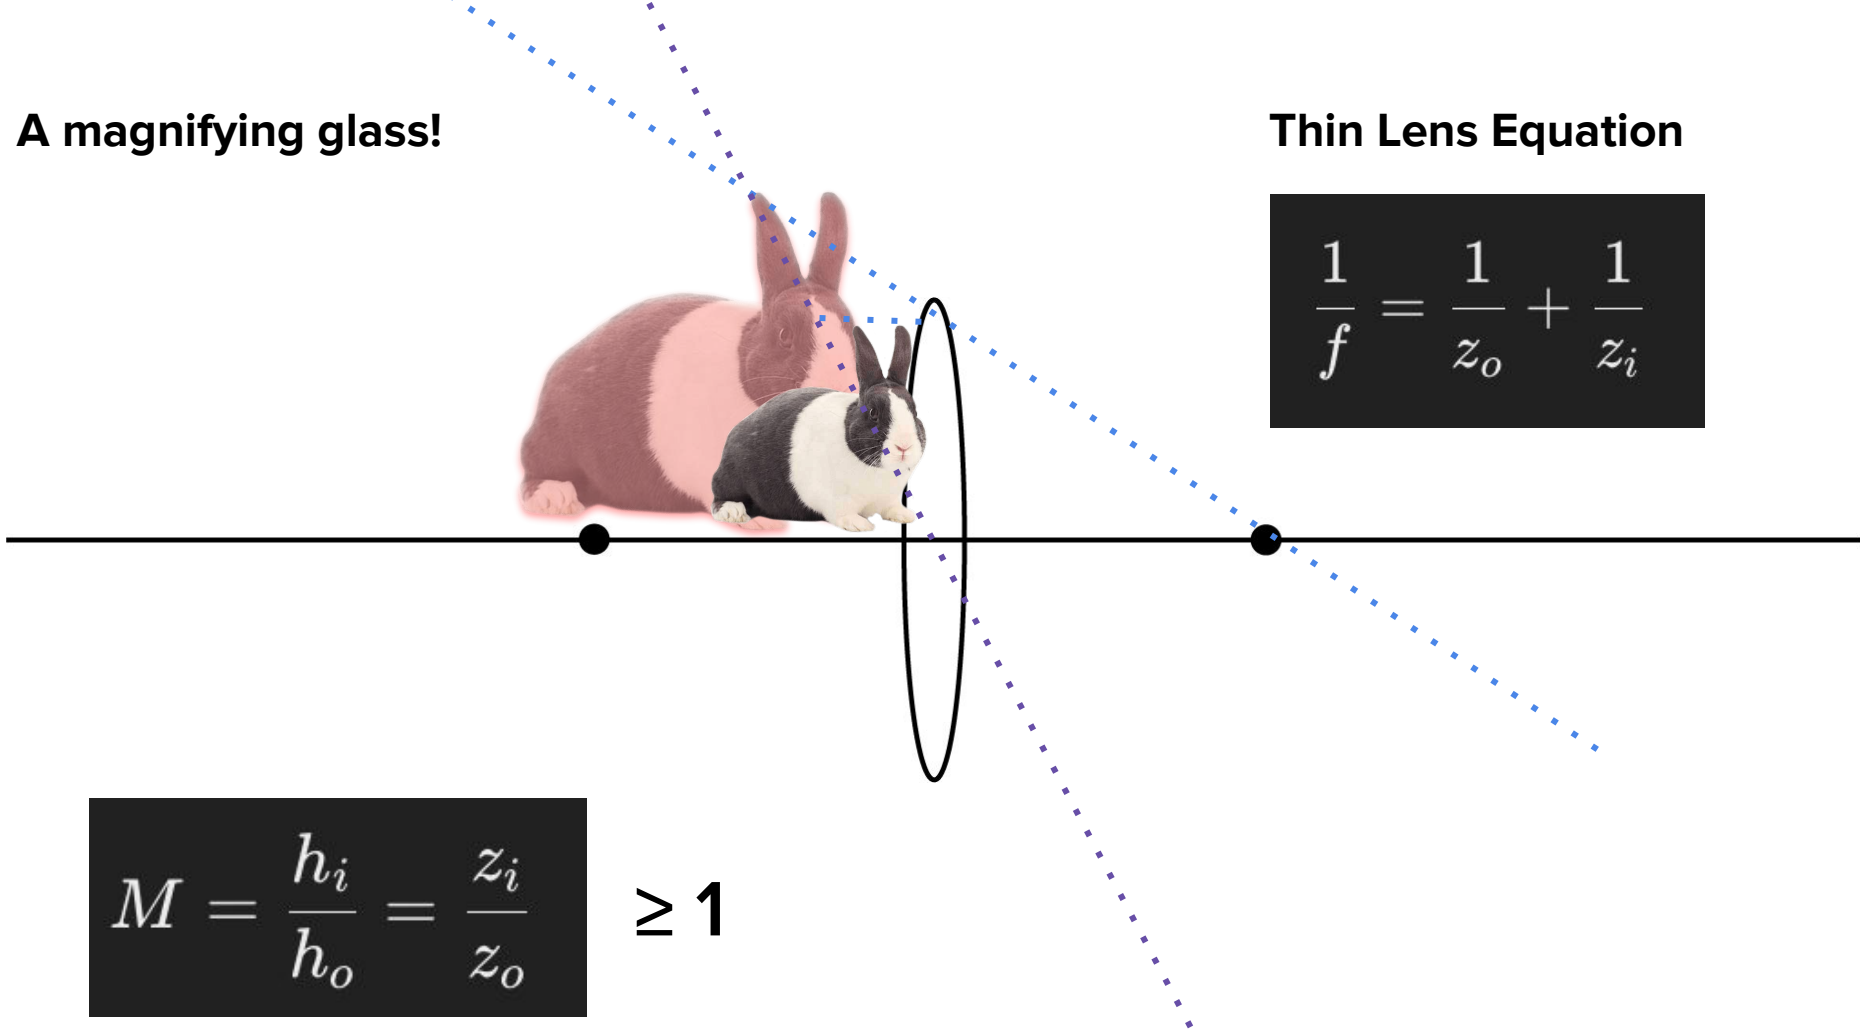 A magnifying glass!
Thin Lens Equation
1/f = 1/z_o + 1/z_i
M = h_i/h_o = z_i/z_o ≥ 1